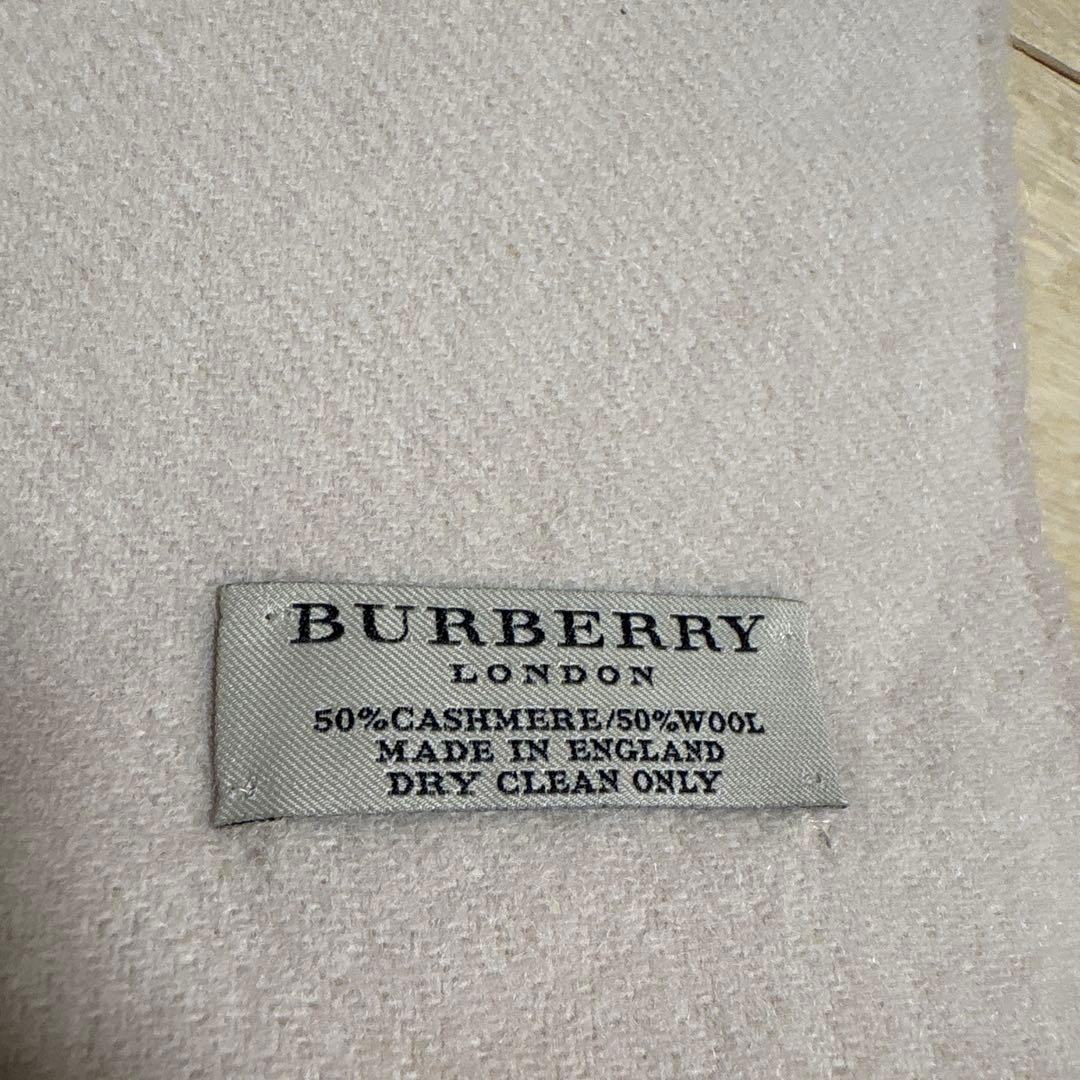 BURBERRY
LONDON
50%CASHMERE/50%WOOL
MADE IN ENGLAND
DRY CLEAN ONLY